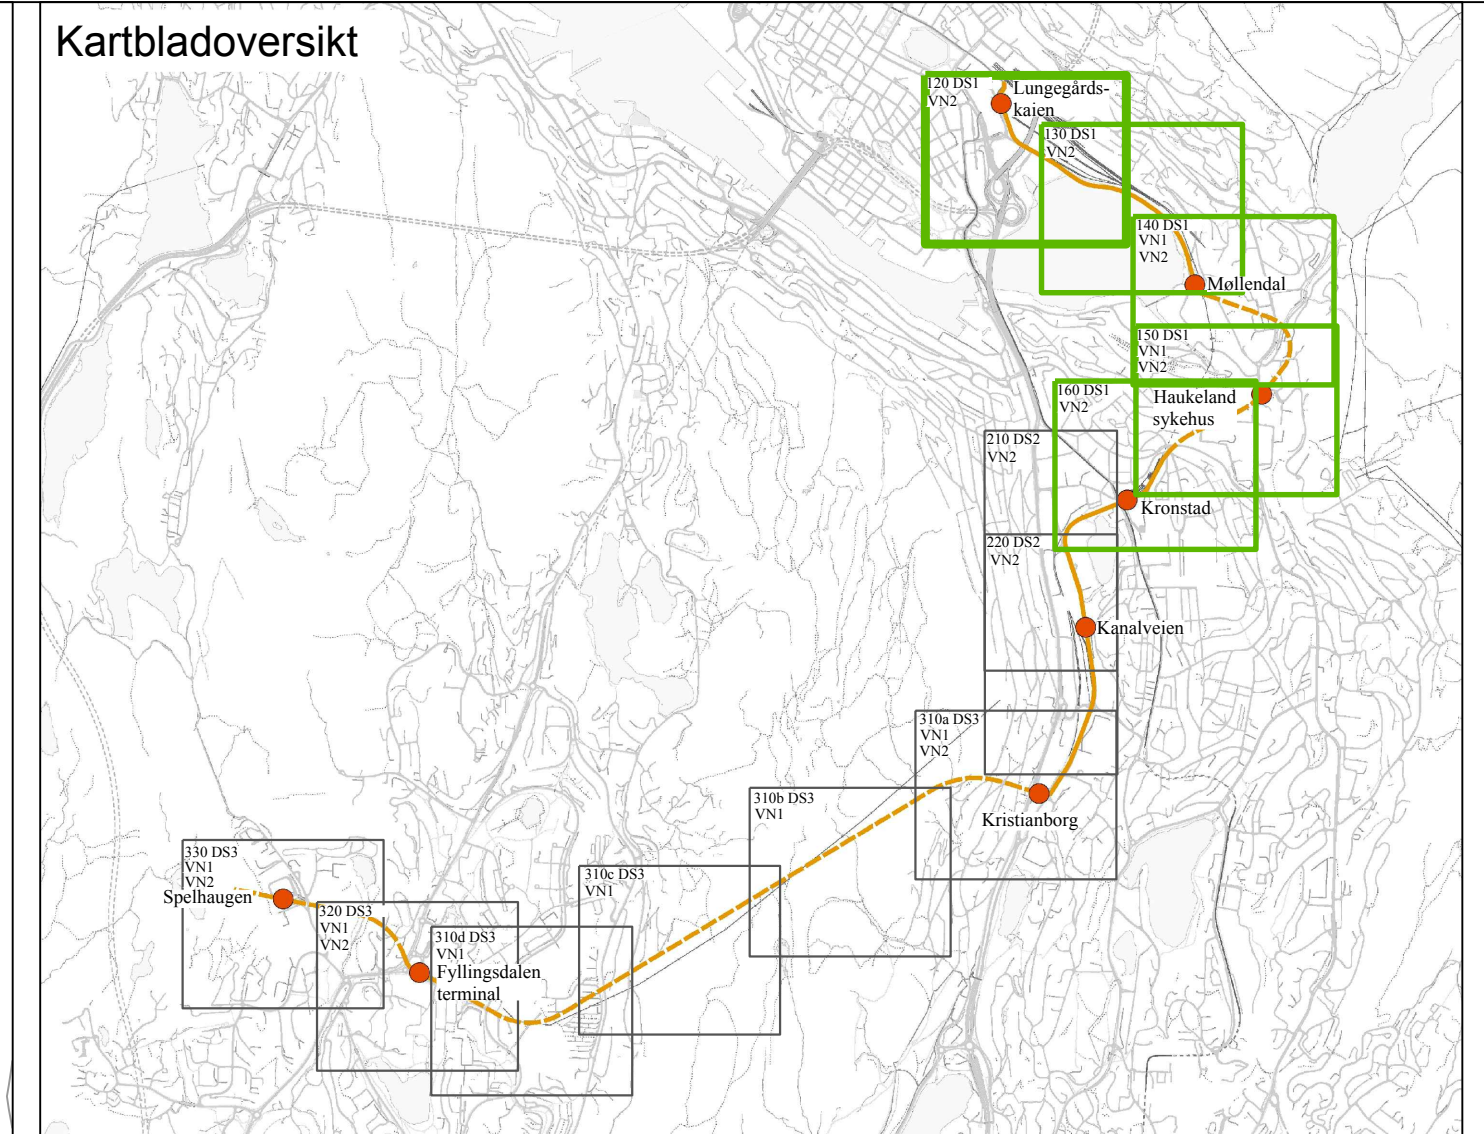 Kartbladoversikt
120 DS1
VN2
Lungegårds-
kaien
130 DS1
VN2
140 DS1
VN1
VN2
Møllendal
150 DS1
VN1
VN2
160 DS1
VN2
Haukeland
sykehus
210 DS2
VN2
Kronstad
220 DS2
VN2
Kanalveien
310a DS3
VN1
VN2
310b DS3
VN1
Kristianborg
330 DS3
VN1
VN2
Spelhaugen
310c DS3
VN1
320 DS3
VN1
VN2
310d DS3
VN1
Fyllingsdalen
terminal